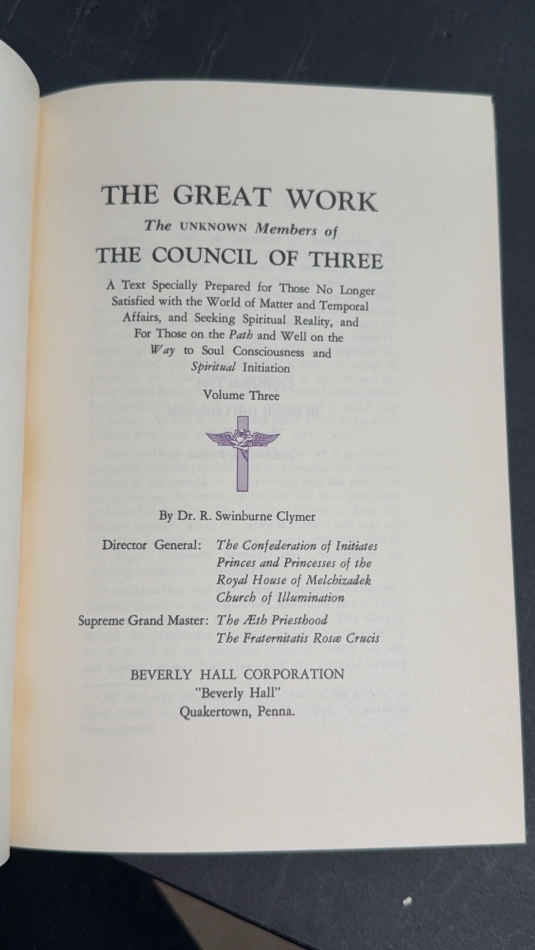 THE GREAT WORK
The UNKNOWN Members of
THE COUNCIL OF THREE
A Text Specially Prepared for Those No Longer
Satisfied with the World of Matter and Temporal
Affairs, and Seeking Spiritual Reality, and
For Those on the Path and Well on the
Way to Soul Consciousness and
Spiritual Initiation
Volume Three
By Dr. R. Swinburne Clymer
Director General: The Confederation of Initiates
Princes and Princesses of the
Royal House of Melchizadek
Church of Illumination
Supreme Grand Master: The Æth Priesthood
The Fraternitatis Rosæ Crucis
BEVERLY HALL CORPORATION
"Beverly Hall"
Quakertown, Penna.